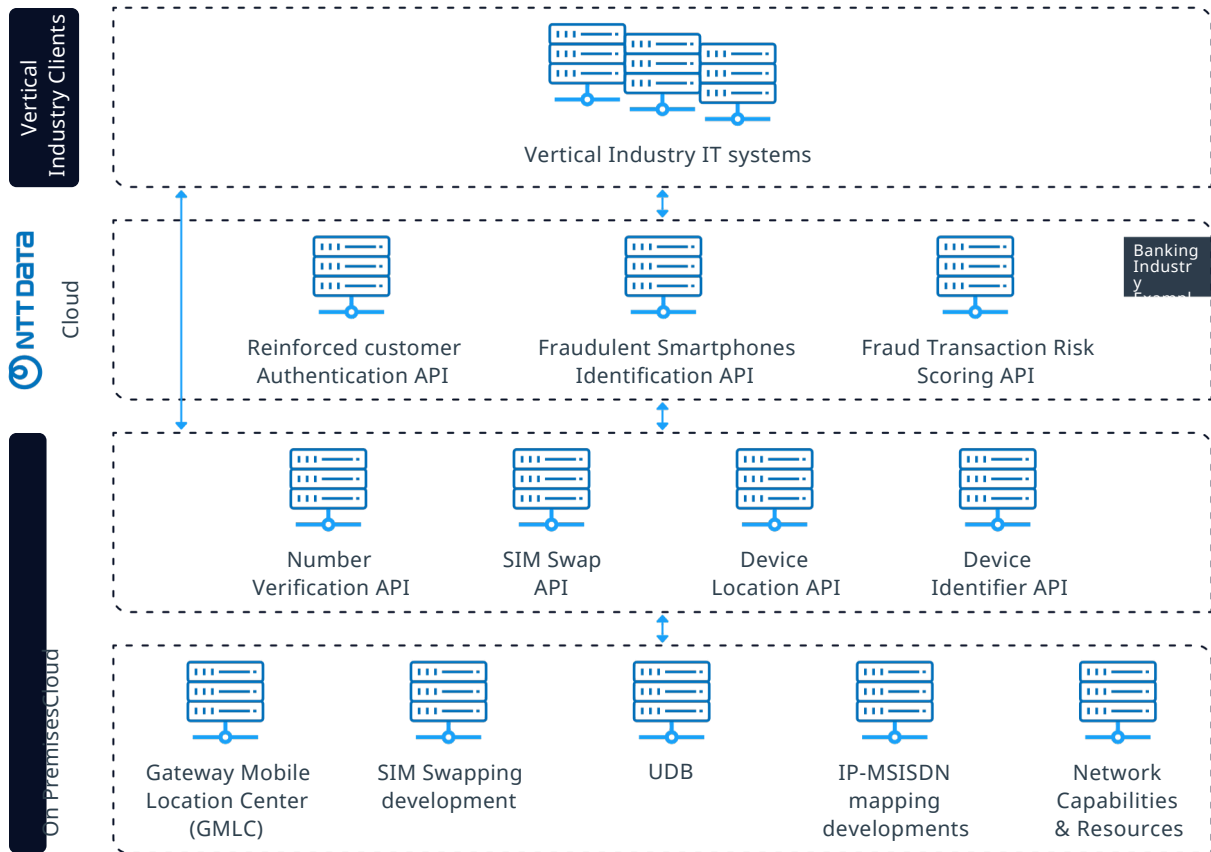 Vertical
Industry Clients
Vertical Industry IT systems
NTT DATA
Cloud
Banking
Industr
y
Reinforced customer
Authentication API
Fraudulent Smartphones
Identification API
Fraud Transaction Risk
Scoring API
Number
Verification API
SIM Swap
API
Device
Location API
Device
Identifier API
On PremisesCloud
Gateway Mobile
Location Center
(GMLC)
SIM Swapping
development
UDB
IP-MSISDN
mapping
developments
Network
Capabilities
& Resources